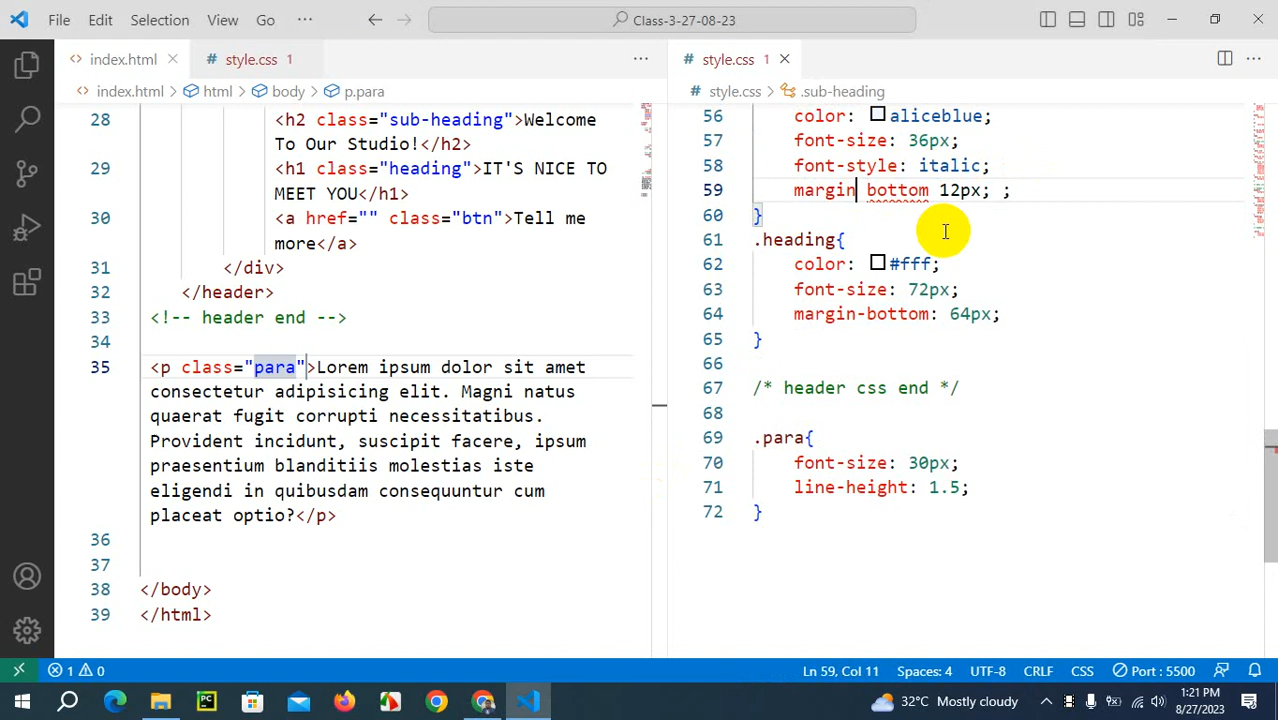 File Edit Selection View Go ··· Class-3-27-08-23
index.html style.css 1 ···
index.html > html > body > p.para
28 <h2 class="sub-heading">Welcome
To Our Studio!</h2>
29 <h1 class="heading">IT'S NICE TO
MEET YOU</h1>
30 <a href="" class="btn">Tell me
more</a>
31 </div>
32 </header>
33 <!-- header end -->
34
35 <p class="para">Lorem ipsum dolor sit amet
consectetur adipisicing elit. Magni natus
quaerat fugit corrupti necessitatibus.
Provident incidunt, suscipit facere, ipsum
praesentium blanditiis molestias iste
eligendi in quibusdam consequuntur cum
placeat optio?</p>
36
37
38 </body>
39 </html>
style.css 1 ···
style.css > .sub-heading
56 color: aliceblue;
57 font-size: 36px;
58 font-style: italic;
59 margin bottom 12px; ;
60 }
61 .heading{
62 color: #fff;
63 font-size: 72px;
64 margin-bottom: 64px;
65 }
66
67 /* header css end */
68
69 .para{
70 font-size: 30px;
71 line-height: 1.5;
72 }
1 0 Ln 59, Col 11 Spaces: 4 UTF-8 CRLF CSS Port : 5500
PC 32°C Mostly cloudy 1:21 PM
8/27/2023